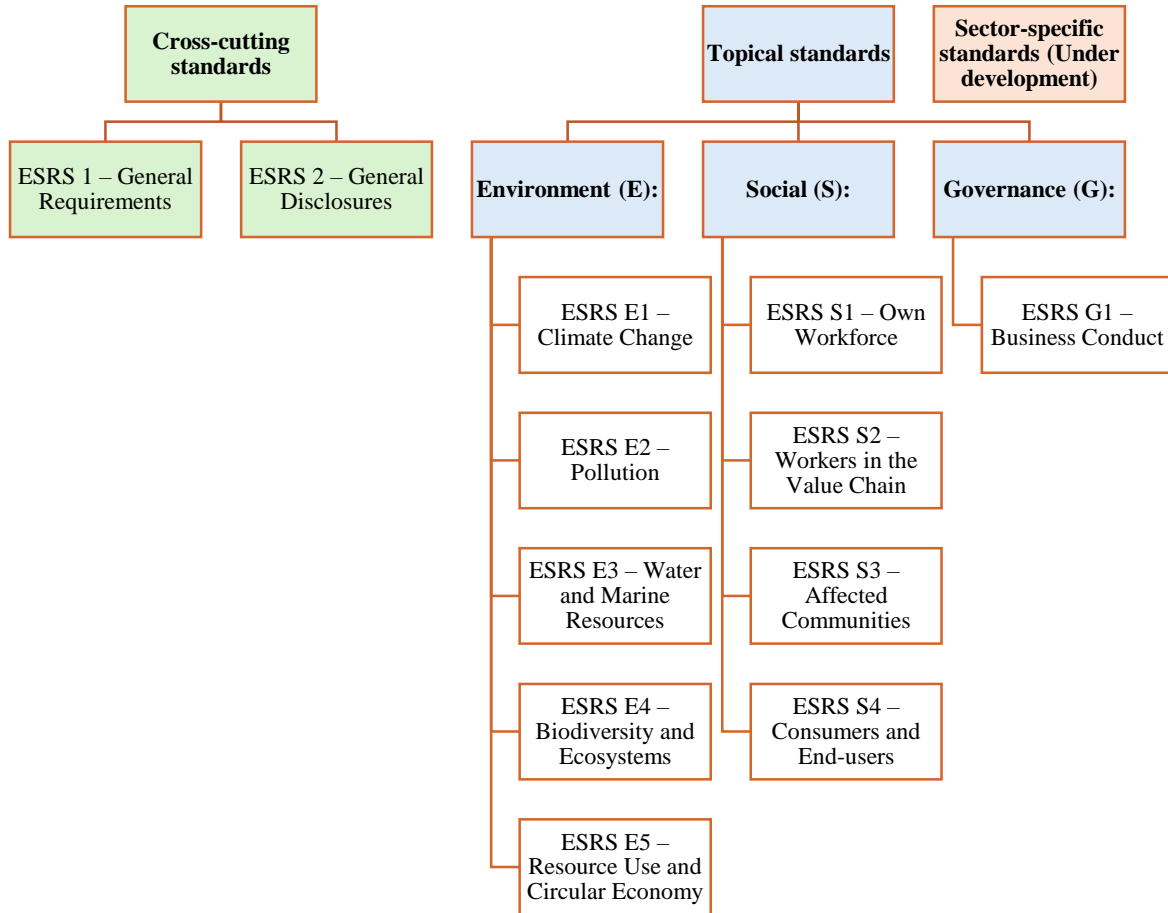 Cross-cutting
standards
Topical standards
Sector-specific
standards (Under
development)
ESRS 1 – General
Requirements
ESRS 2 – General
Disclosures
Environment (E):
Social (S):
Governance (G):
ESRS E1 –
Climate Change
ESRS S1 – Own
Workforce
ESRS G1 –
Business Conduct
ESRS E2 –
Pollution
ESRS S2 –
Workers in the
Value Chain
ESRS E3 – Water
and Marine
Resources
ESRS S3 –
Affected
Communities
ESRS E4 –
Biodiversity and
Ecosystems
ESRS S4 –
Consumers and
End-users
ESRS E5 –
Resource Use and
Circular Economy